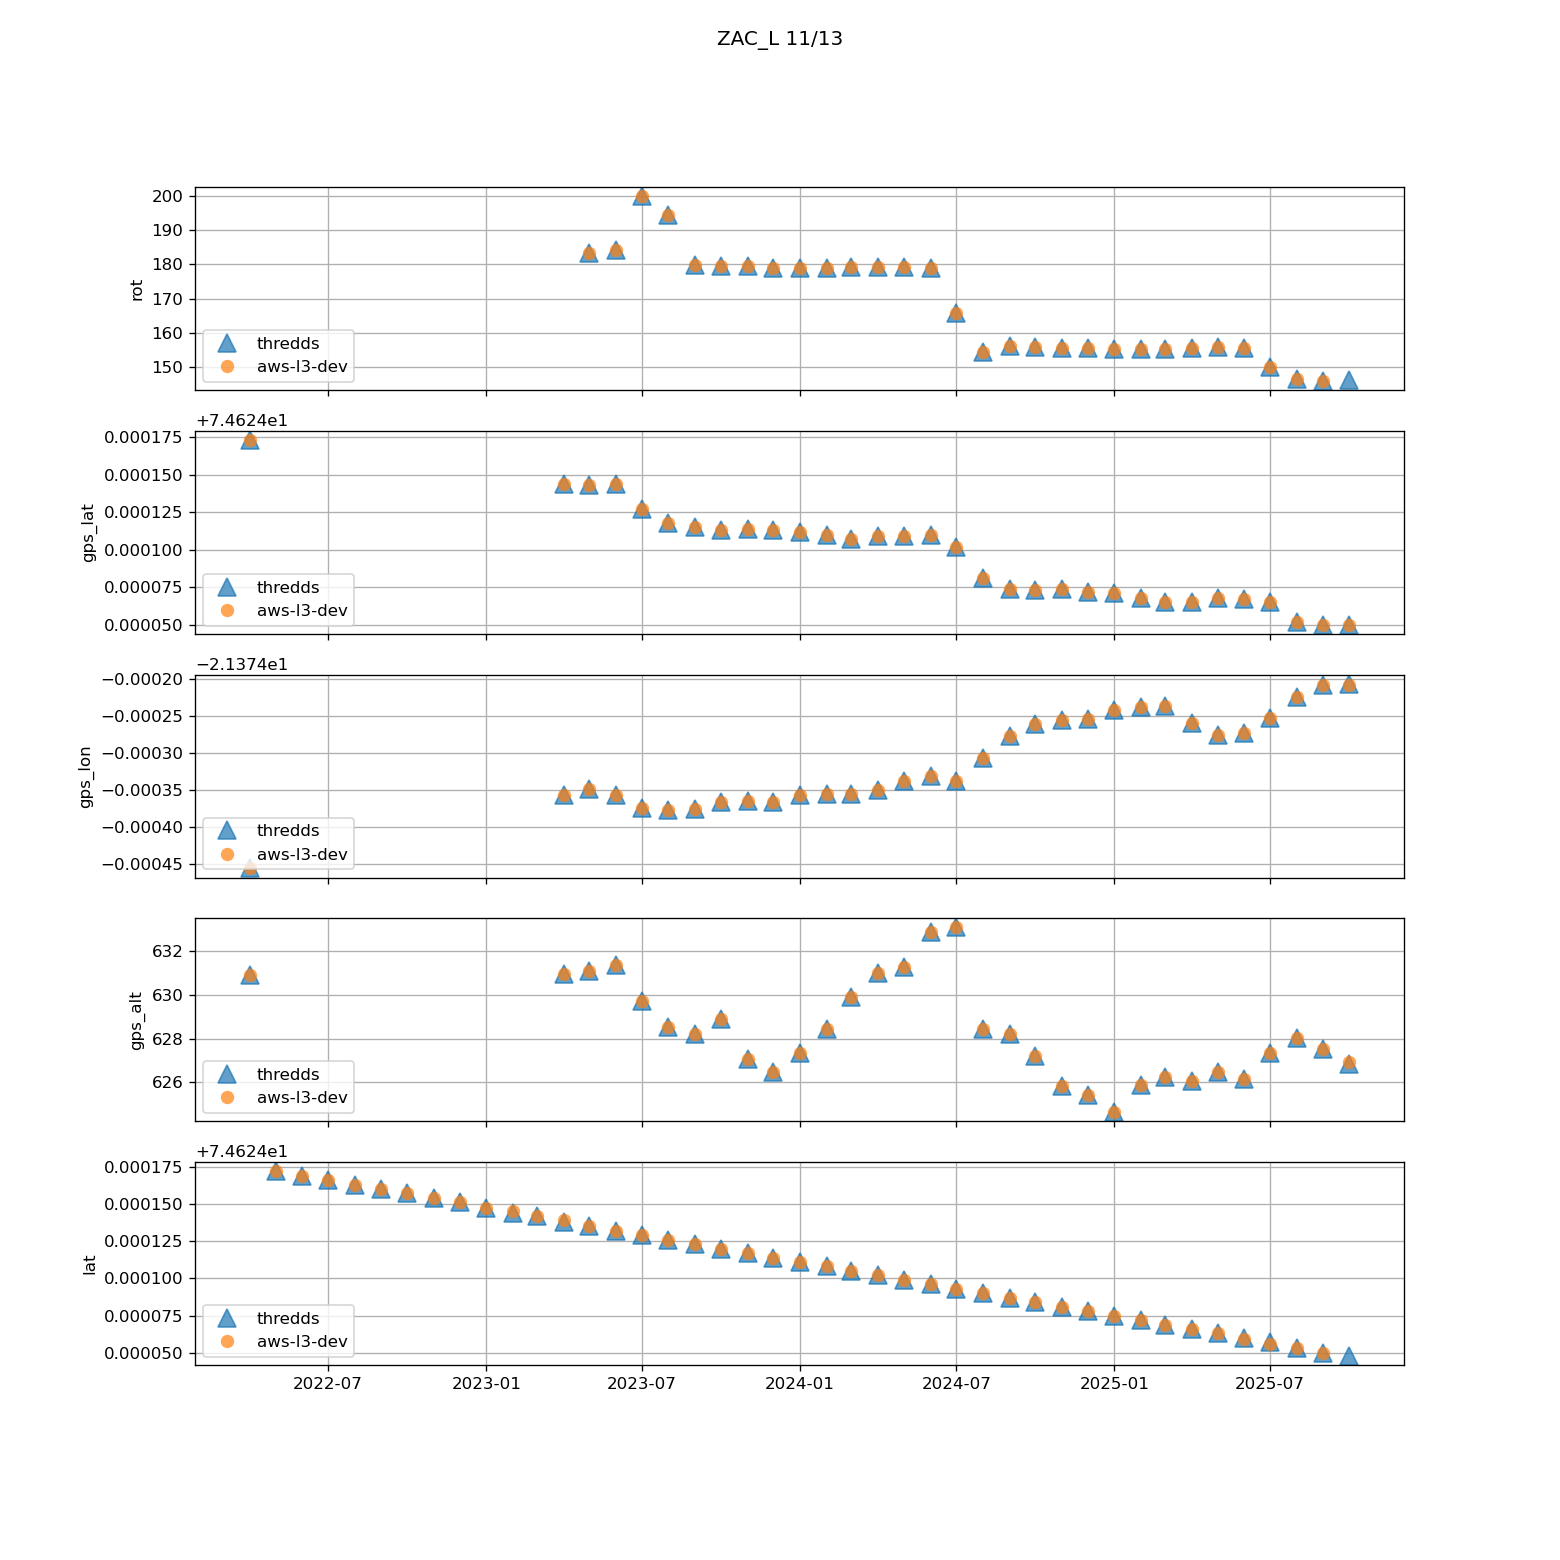 ZAC_L 11/13
200
190
180
170
160
150
rot
thredds
aws-l3-dev
+7.4624e1
0.000175
0.000150
0.000125
0.000100
0.000075
0.000050
gps_lat
thredds
aws-l3-dev
−2.1374e1
−0.00020
−0.00025
−0.00030
−0.00035
−0.00040
−0.00045
gps_lon
thredds
aws-l3-dev
632
630
628
626
gps_alt
thredds
aws-l3-dev
+7.4624e1
0.000175
0.000150
0.000125
0.000100
0.000075
0.000050
lat
thredds
aws-l3-dev
2022-07 2023-01 2023-07 2024-01 2024-07 2025-01 2025-07